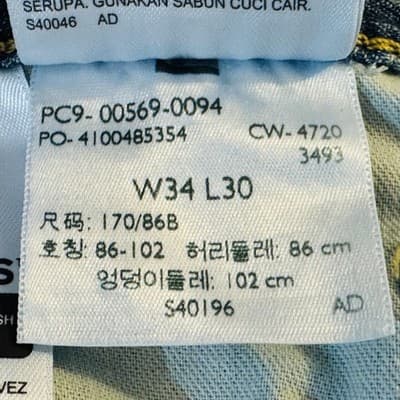 SERUPA. GUNAKAN SABUN CUCI CAIR.
S40046 AD
PC9- 00569-0094
PO- 4100485354 CW- 4720
3493
W34 L30
尺码: 170/86B
호칭: 86-102 허리둘레: 86 cm
엉덩이둘레: 102 cm
S40196 AD
S
SH
VEZ